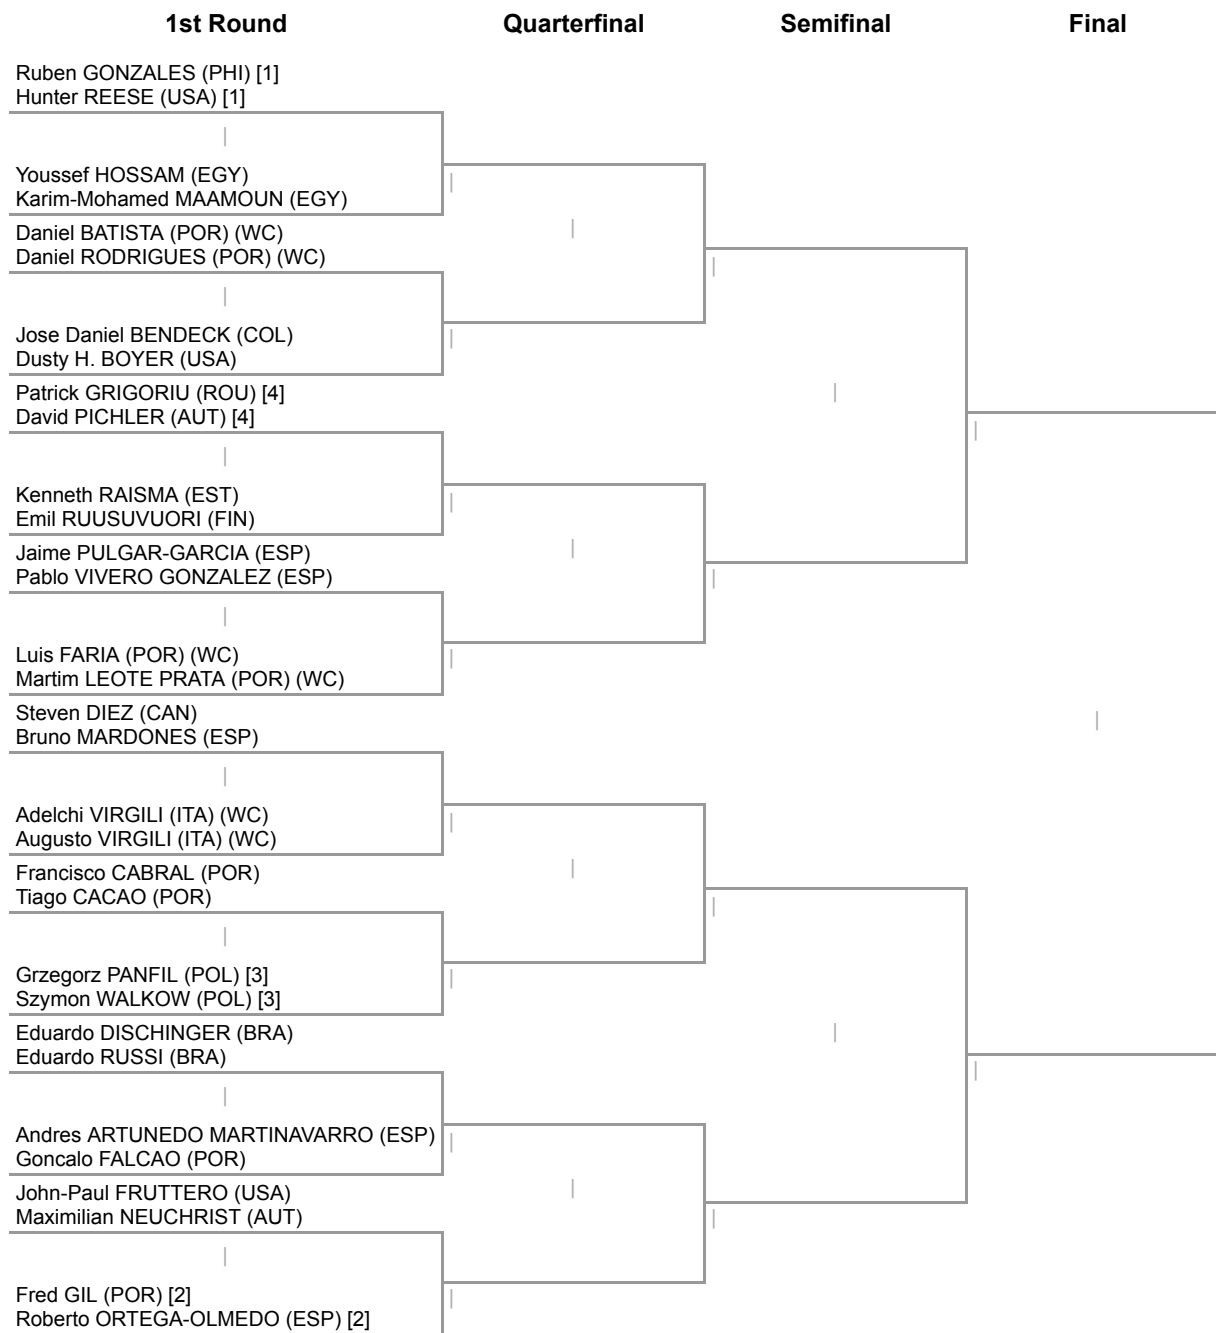 1st Round
Quarterfinal
Semifinal
Final
Ruben GONZALES (PHI) [1]
Hunter REESE (USA) [1]
Youssef HOSSAM (EGY)
Karim-Mohamed MAAMOUN (EGY)
Daniel BATISTA (POR) (WC)
Daniel RODRIGUES (POR) (WC)
Jose Daniel BENDECK (COL)
Dusty H. BOYER (USA)
Patrick GRIGORIU (ROU) [4]
David PICHLER (AUT) [4]
Kenneth RAISMA (EST)
Emil RUUSUVUORI (FIN)
Jaime PULGAR-GARCIA (ESP)
Pablo VIVERO GONZALEZ (ESP)
Luis FARIA (POR) (WC)
Martim LEOTE PRATA (POR) (WC)
Steven DIEZ (CAN)
Bruno MARDONES (ESP)
Adelchi VIRGILI (ITA) (WC)
Augusto VIRGILI (ITA) (WC)
Francisco CABRAL (POR)
Tiago CACAO (POR)
Grzegorz PANFIL (POL) [3]
Szymon WALKOW (POL) [3]
Eduardo DISCHINGER (BRA)
Eduardo RUSSI (BRA)
Andres ARTUNEDO MARTINAVARRO (ESP)
Goncalo FALCAO (POR)
John-Paul FRUTTERO (USA)
Maximilian NEUCHRIST (AUT)
Fred GIL (POR) [2]
Roberto ORTEGA-OLMEDO (ESP) [2]